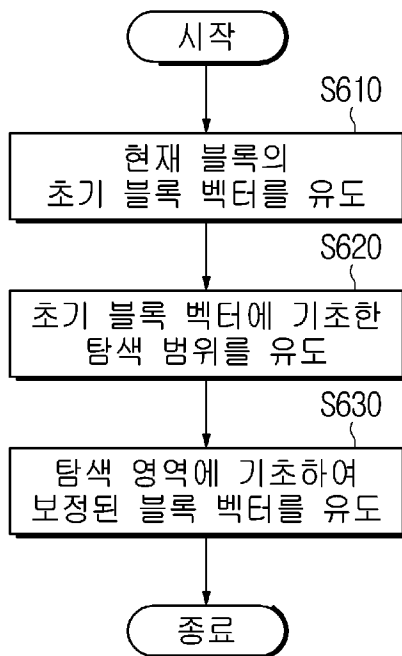 시작
S610
현재 블록의
초기 블록 벡터를 유도
S620
초기 블록 벡터에 기초한
탐색 범위를 유도
S630
탐색 영역에 기초하여
보정된 블록 벡터를 유도
종료